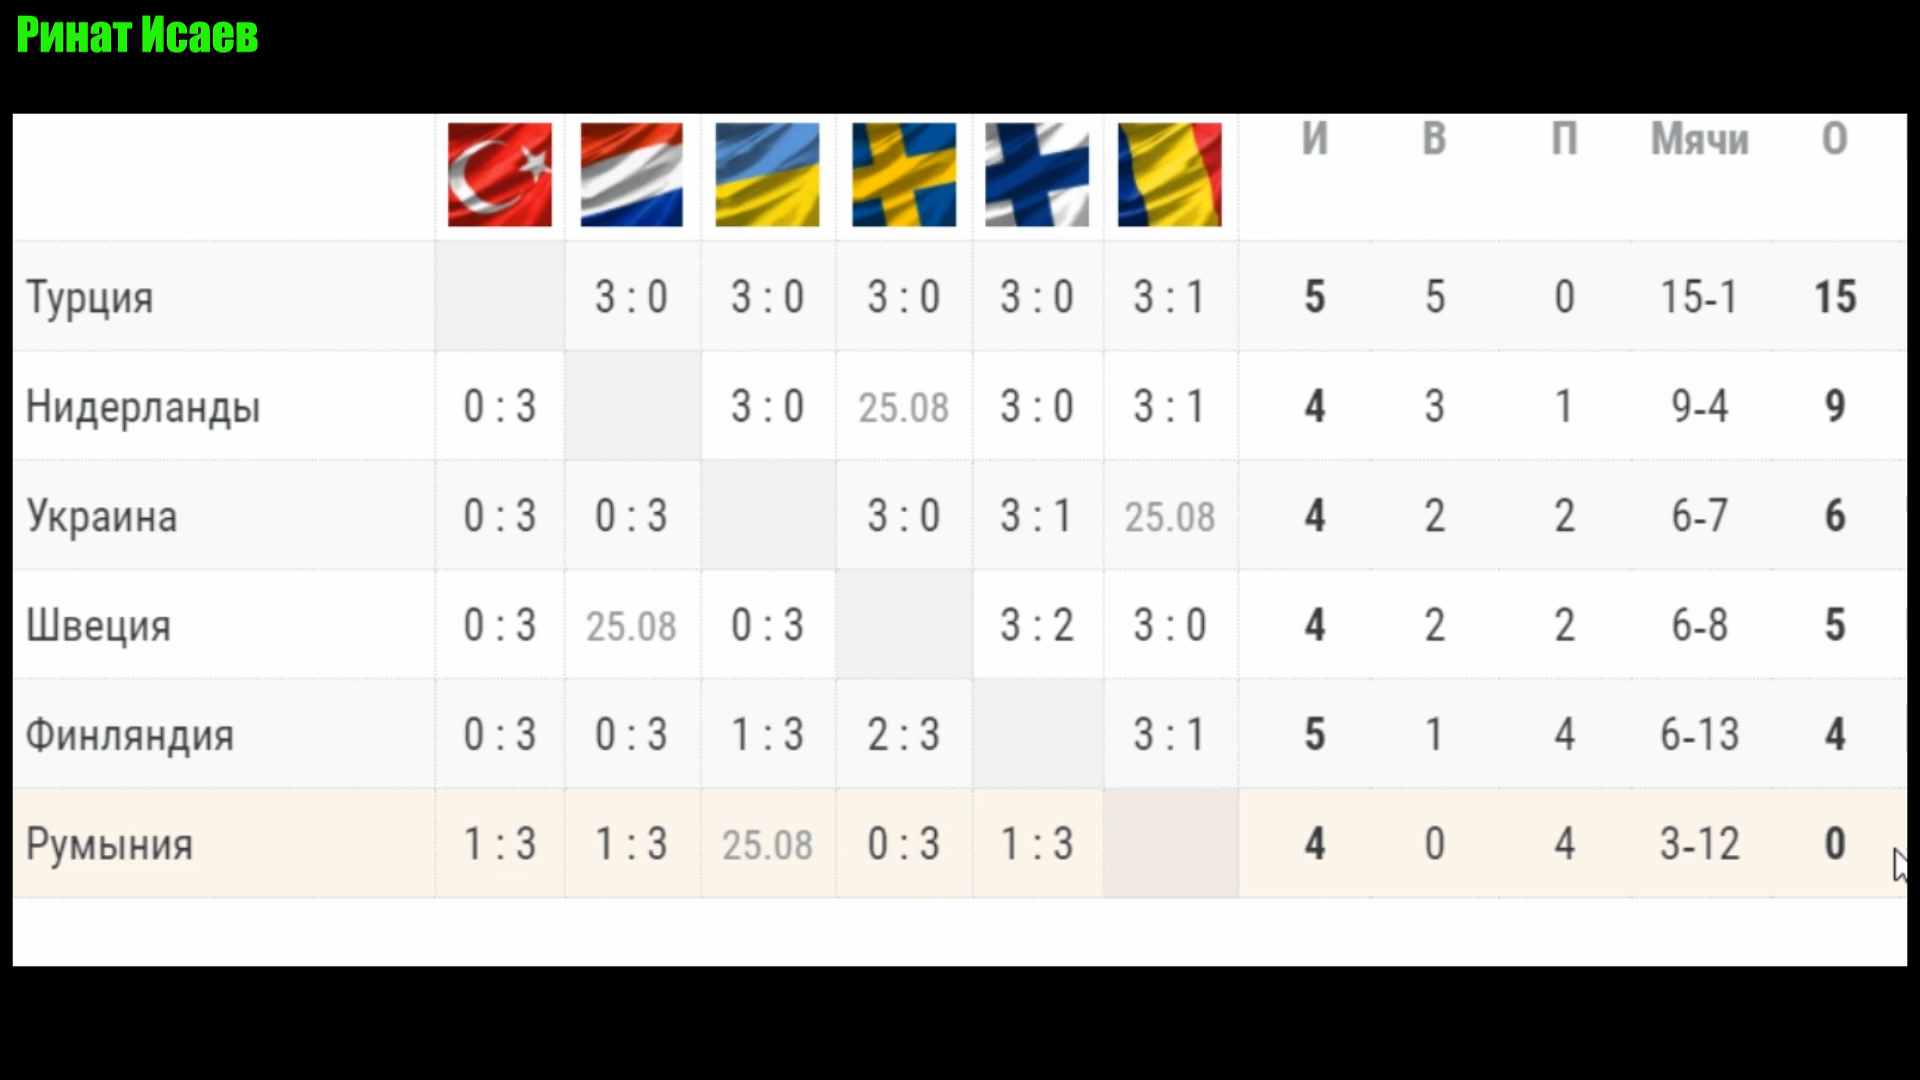 Ринат Исаев
И В П Мячи О
Турция 3 : 0 3 : 0 3 : 0 3 : 0 3 : 1 5 5 0 15-1 15
Нидерланды 0 : 3 3 : 0 25.08 3 : 0 3 : 1 4 3 1 9-4 9
Украина 0 : 3 0 : 3 3 : 0 3 : 1 25.08 4 2 2 6-7 6
Швеция 0 : 3 25.08 0 : 3 3 : 2 3 : 0 4 2 2 6-8 5
Финляндия 0 : 3 0 : 3 1 : 3 2 : 3 3 : 1 5 1 4 6-13 4
Румыния 1 : 3 1 : 3 25.08 0 : 3 1 : 3 4 0 4 3-12 0